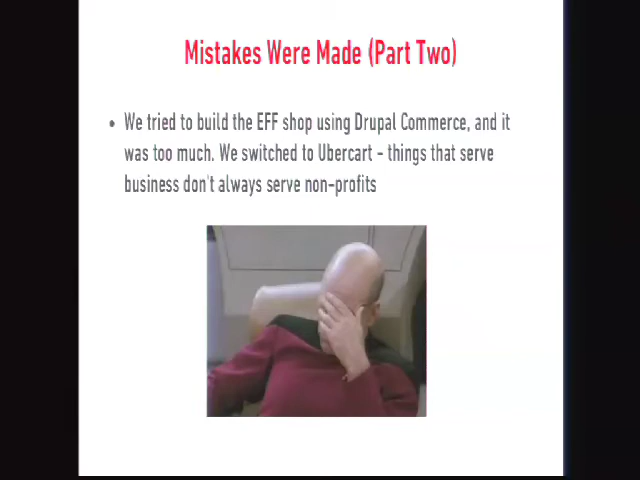 Mistakes Were Made (Part Two)
• We tried to build the EFF shop using Drupal Commerce, and it
was too much. We switched to Ubercart - things that serve
business don't always serve non-profits